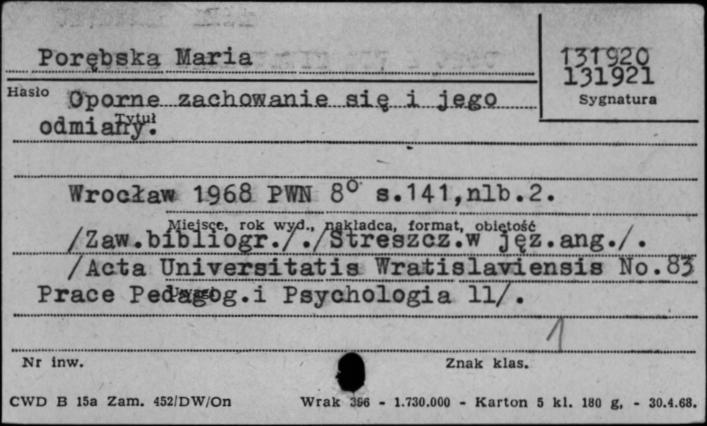 Porębska Maria
131920
131921
Hasło
Sygnatura
Oporne zachowanie się i jego
Tytuł
odmiany.
Wrocław 1968 PWN 8° s.141,nlb.2.
Miejsce, rok wyd., nakładca, format, objętość
/Zaw.bibliogr././Streszcz.w jęz.ang./.
/Acta Universitatis Wratislaviensis No.83
Prace Pedagog.i Psychologia 11/.
1
Nr inw.
Znak klas.
CWD B 15a Zam. 452/DW/On
Wrak 366 - 1.730.000 - Karton 5 kl. 180 g, - 30.4.68.